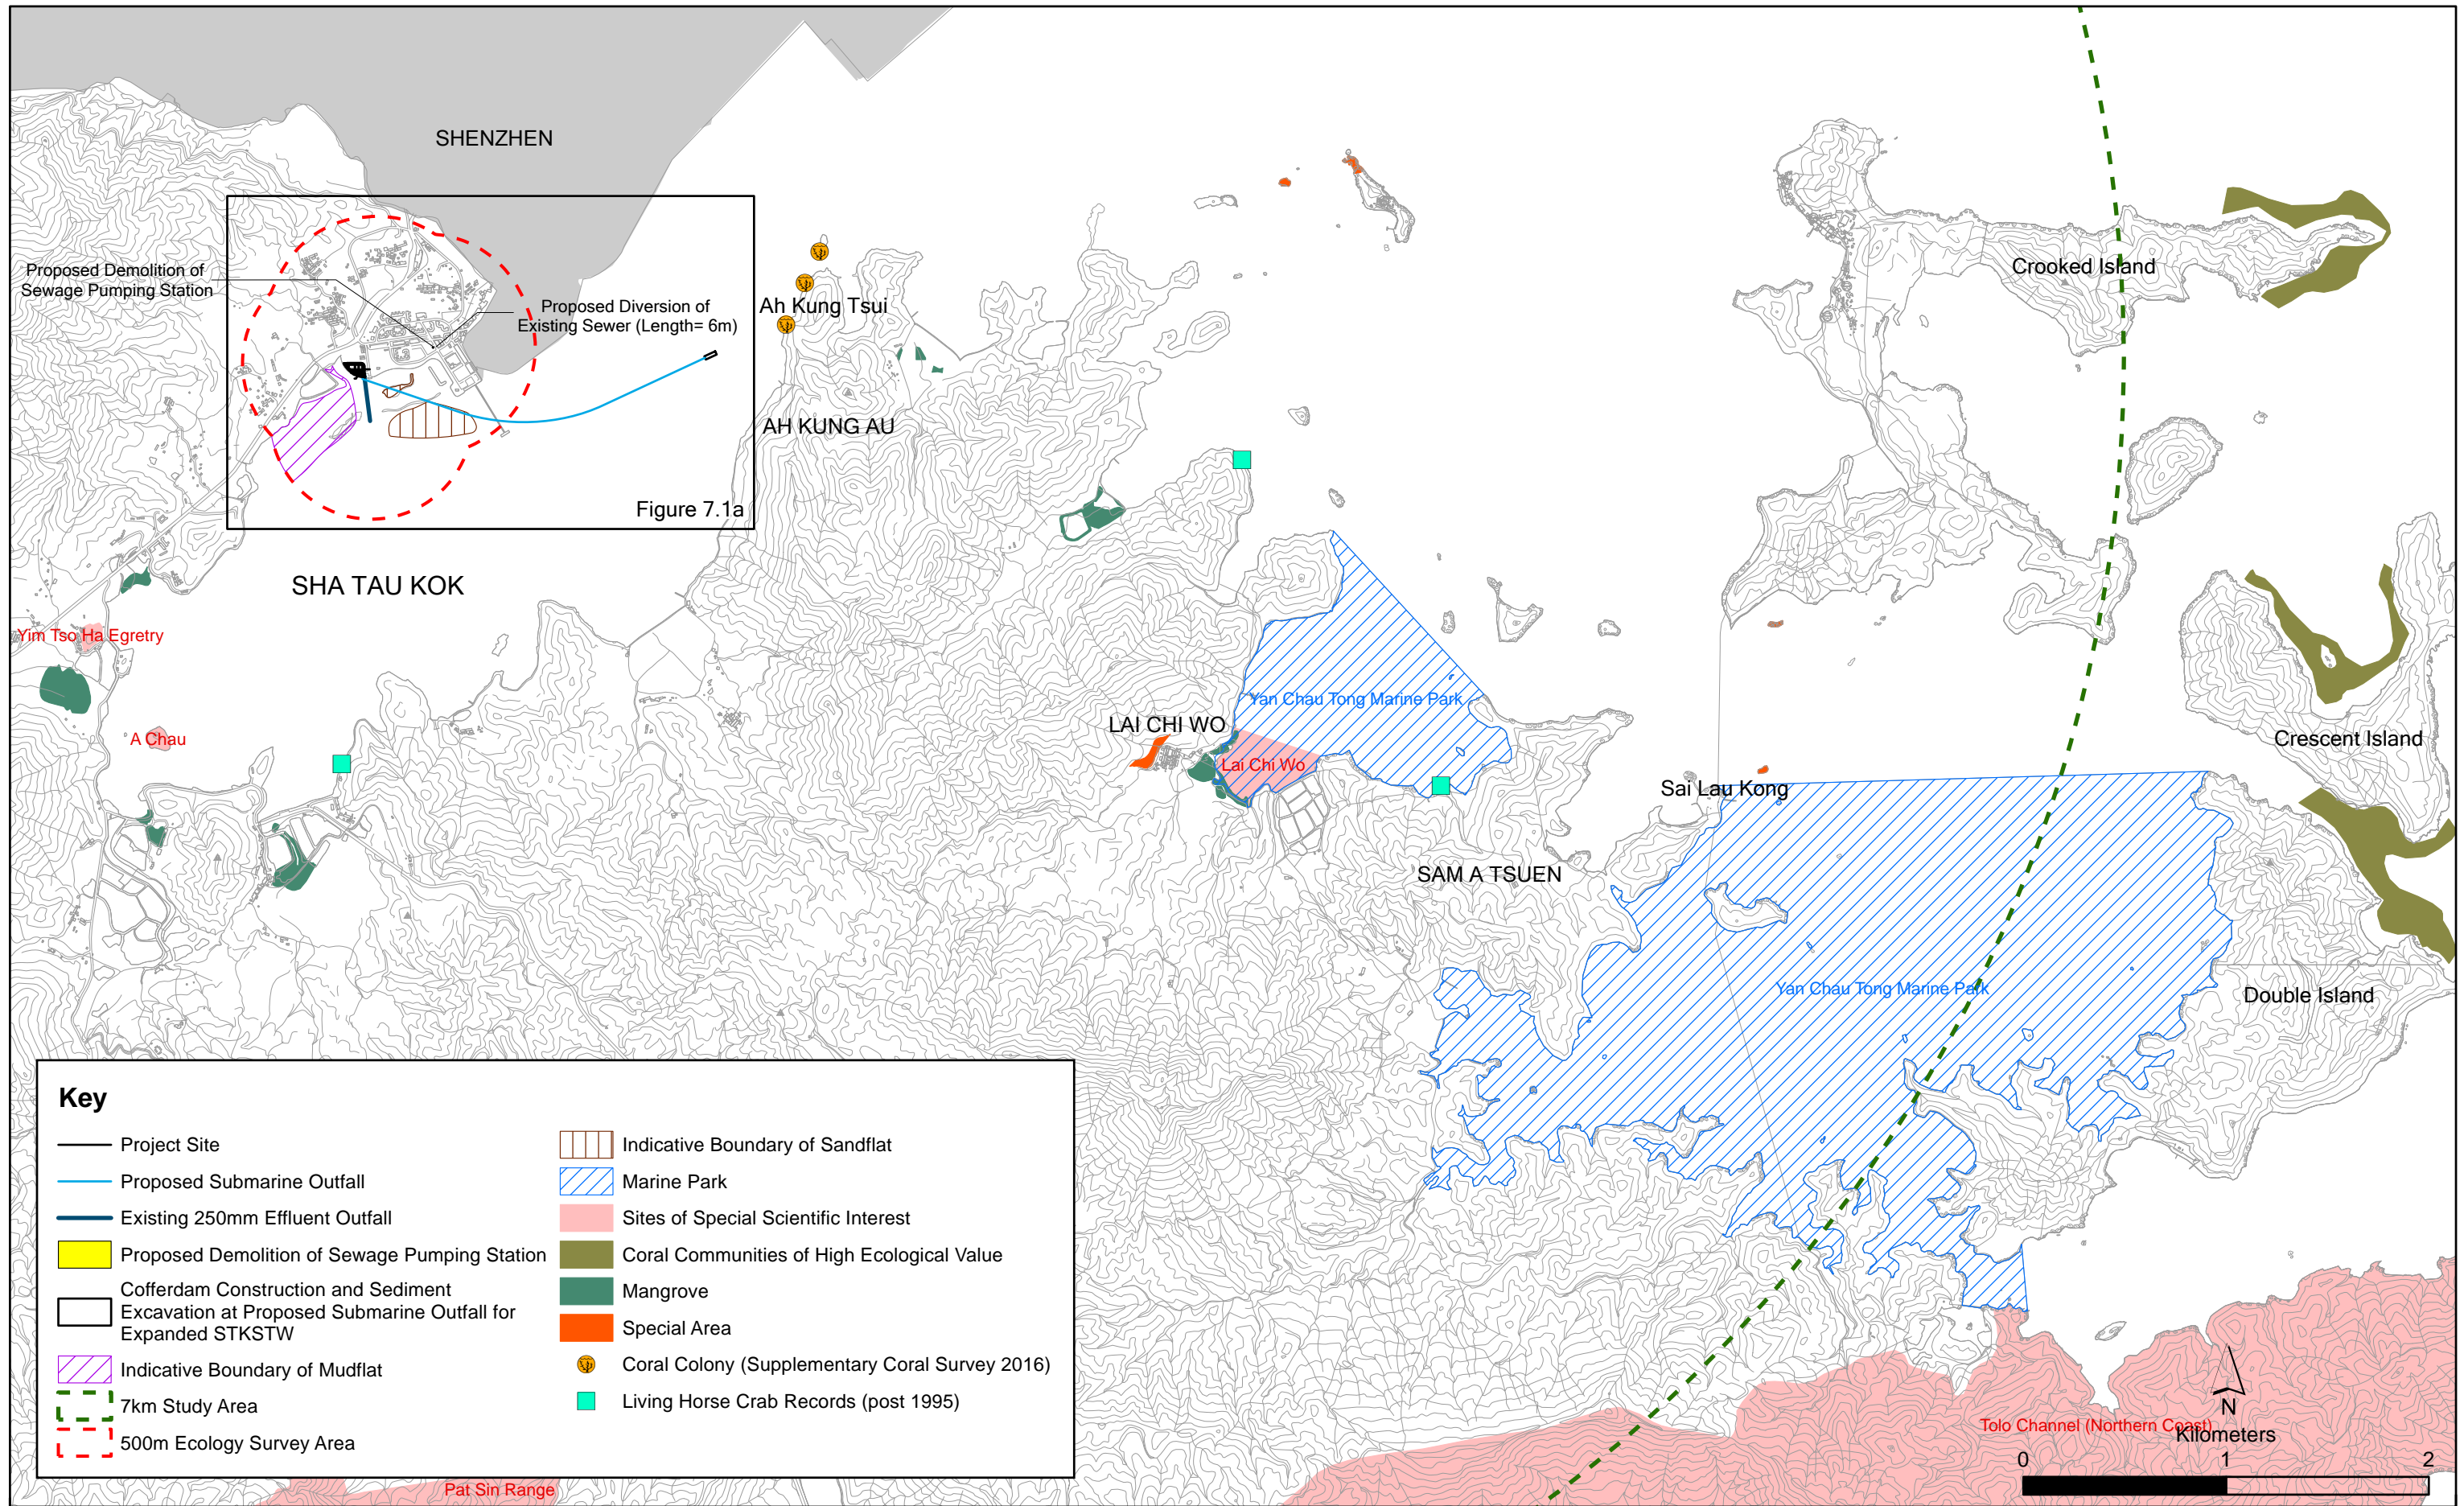 SHENZHEN
Proposed Demolition of
Sewage Pumping Station
Proposed Diversion of
Existing Sewer (Length= 6m)
Figure 7.1a
Ah Kung Tsui
AH KUNG AU
Crooked Island
SHA TAU KOK
Yim Tso Ha Egretry
A Chau
LAI CHI WO
Yan Chau Tong Marine Park
Lai Chi Wo
Sai Lau Kong
Crescent Island
SAM A TSUEN
Yan Chau Tong Marine Park
Double Island
Key
Project Site
Proposed Submarine Outfall
Existing 250mm Effluent Outfall
Proposed Demolition of Sewage Pumping Station
Cofferdam Construction and Sediment
Excavation at Proposed Submarine Outfall for
Expanded STKSTW
Indicative Boundary of Mudflat
7km Study Area
500m Ecology Survey Area
Indicative Boundary of Sandflat
Marine Park
Sites of Special Scientific Interest
Coral Communities of High Ecological Value
Mangrove
Special Area
Coral Colony (Supplementary Coral Survey 2016)
Living Horse Crab Records (post 1995)
Pat Sin Range
Tolo Channel (Northern Coast)
N
Kilometers
0 1 2